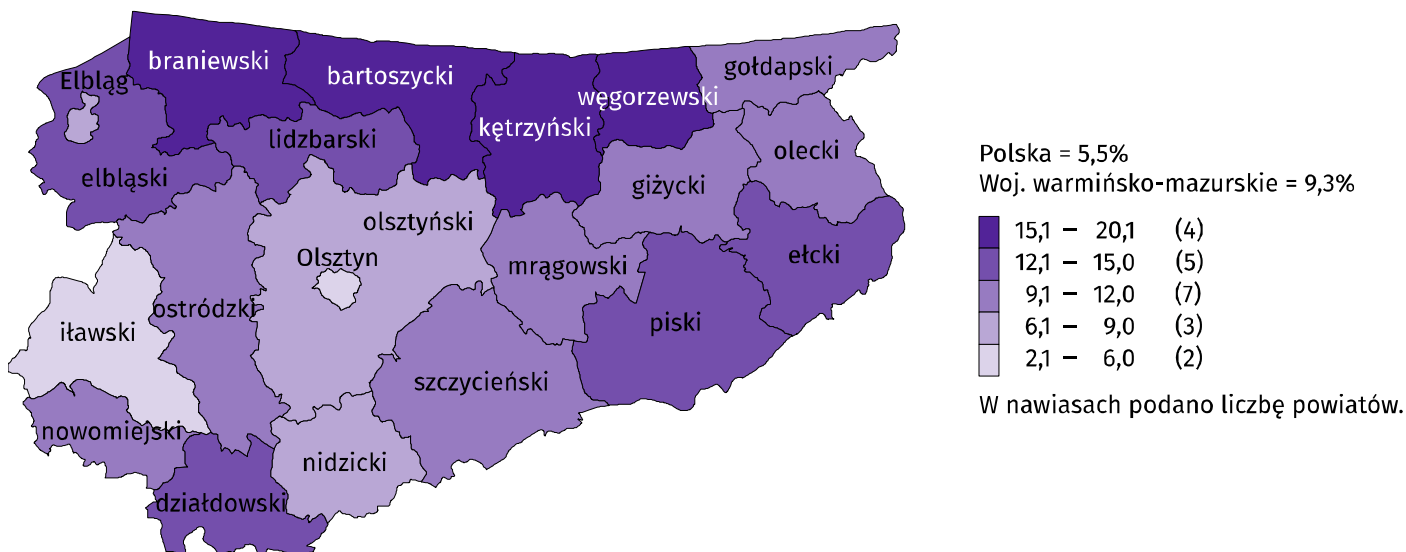 braniewski
bartoszycki
gołdapski
Elbląg
węgorzewski
kętrzyński
lidzbarski
olecki
elbląski
giżycki
olsztyński
Olsztyn
mrągowski
ełcki
ostródzki
iławski
piski
szczycieński
nowomiejski
nidzicki
działdowski
Polska = 5,5%
Woj. warmińsko-mazurskie = 9,3%
15,1 – 20,1 (4)
12,1 – 15,0 (5)
9,1 – 12,0 (7)
6,1 – 9,0 (3)
2,1 – 6,0 (2)
W nawiasach podano liczbę powiatów.